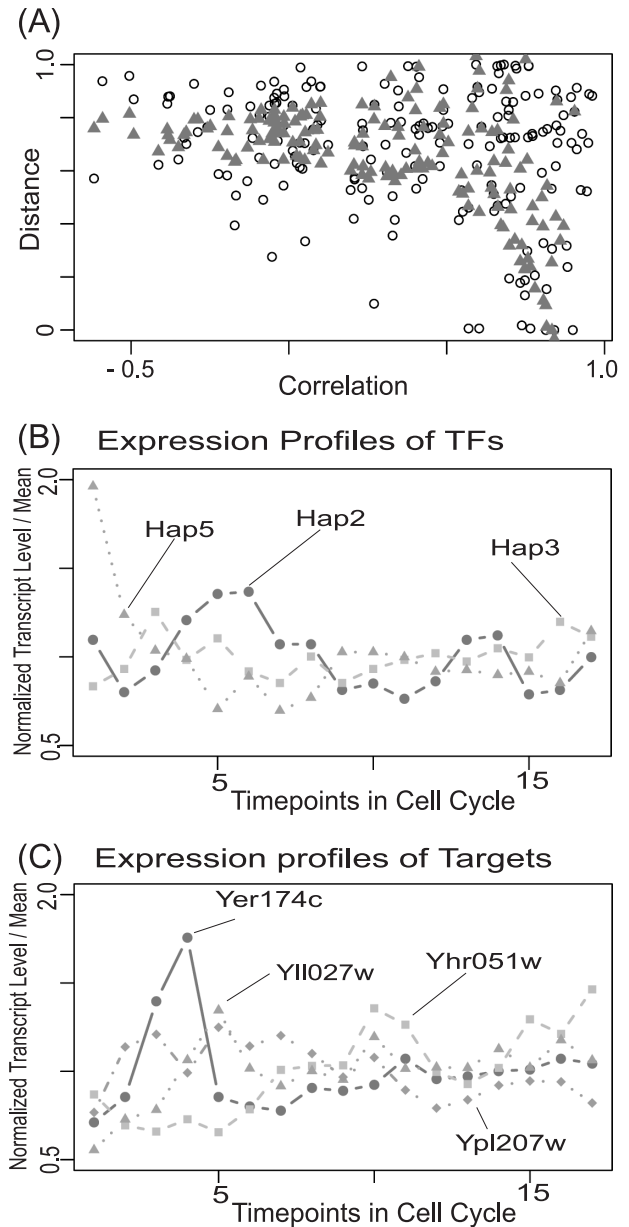 (A)
1.0
Distance
0
- 0.5
1.0
Correlation
(B) Expression Profiles of TFs
Normalized Transcript Level / Mean
2.0
0.5
Hap5
Hap2
Hap3
5
15
Timepoints in Cell Cycle
(C) Expression profiles of Targets
Normalized Transcript Level / Mean
2.0
0.5
Yer174c
Yll027w
Yhr051w
Ypl207w
5
15
Timepoints in Cell Cycle